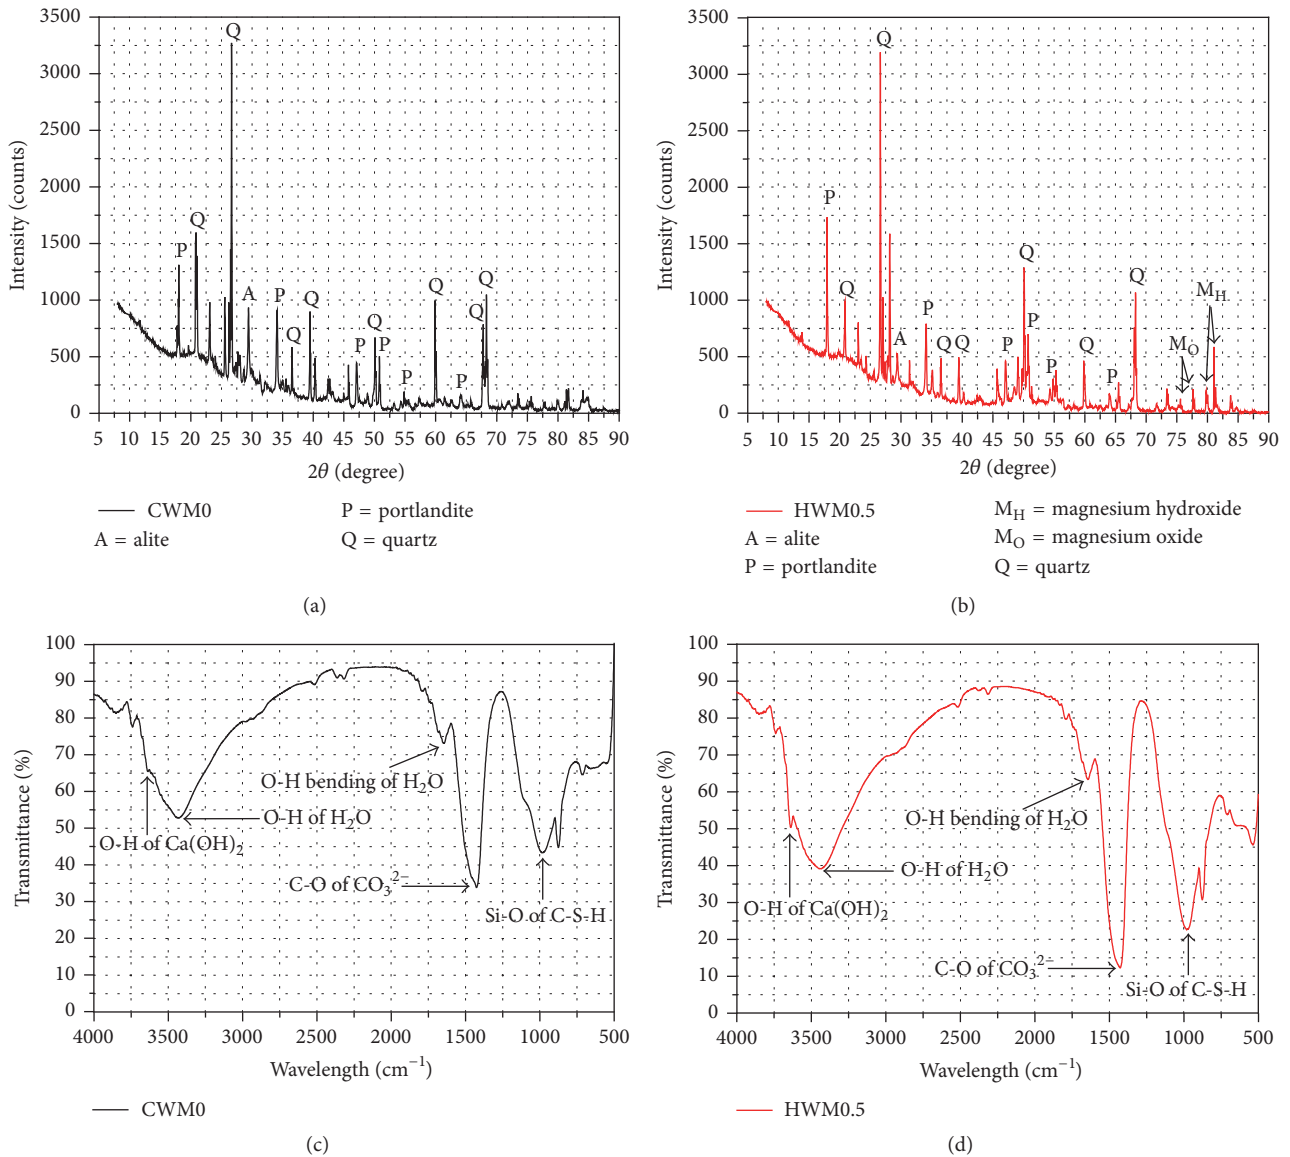 3500
3000
2500
2000
1500
1000
500
0
Intensity (counts)
Q
Q
P
A
P
Q
Q
Q
P
P
Q
P
Q
Q
5 10 15 20 25 30 35 40 45 50 55 60 65 70 75 80 85 90
2θ (degree)
CWM0
P = portlandite
A = alite
Q = quartz
(a)
3500
3000
2500
2000
1500
1000
500
0
Intensity (counts)
Q
P
Q
A
P
Q
Q
P
Q
P
P
Q
P
Q
M_O
M_H
5 10 15 20 25 30 35 40 45 50 55 60 65 70 75 80 85 90
2θ (degree)
HWM0.5
M_H = magnesium hydroxide
A = alite
M_O = magnesium oxide
P = portlandite
Q = quartz
(b)
100
90
80
70
60
50
40
30
20
10
0
Transmittance (%)
O-H bending of H₂O
O-H of H₂O
O-H of Ca(OH)₂
C-O of CO₃²⁻
Si-O of C-S-H
4000 3500 3000 2500 2000 1500 1000 500
Wavelength (cm⁻¹)
CWM0
(c)
100
90
80
70
60
50
40
30
20
10
0
Transmittance (%)
O-H bending of H₂O
O-H of H₂O
O-H of Ca(OH)₂
C-O of CO₃²⁻
Si-O of C-S-H
4000 3500 3000 2500 2000 1500 1000 500
Wavelength (cm⁻¹)
HWM0.5
(d)